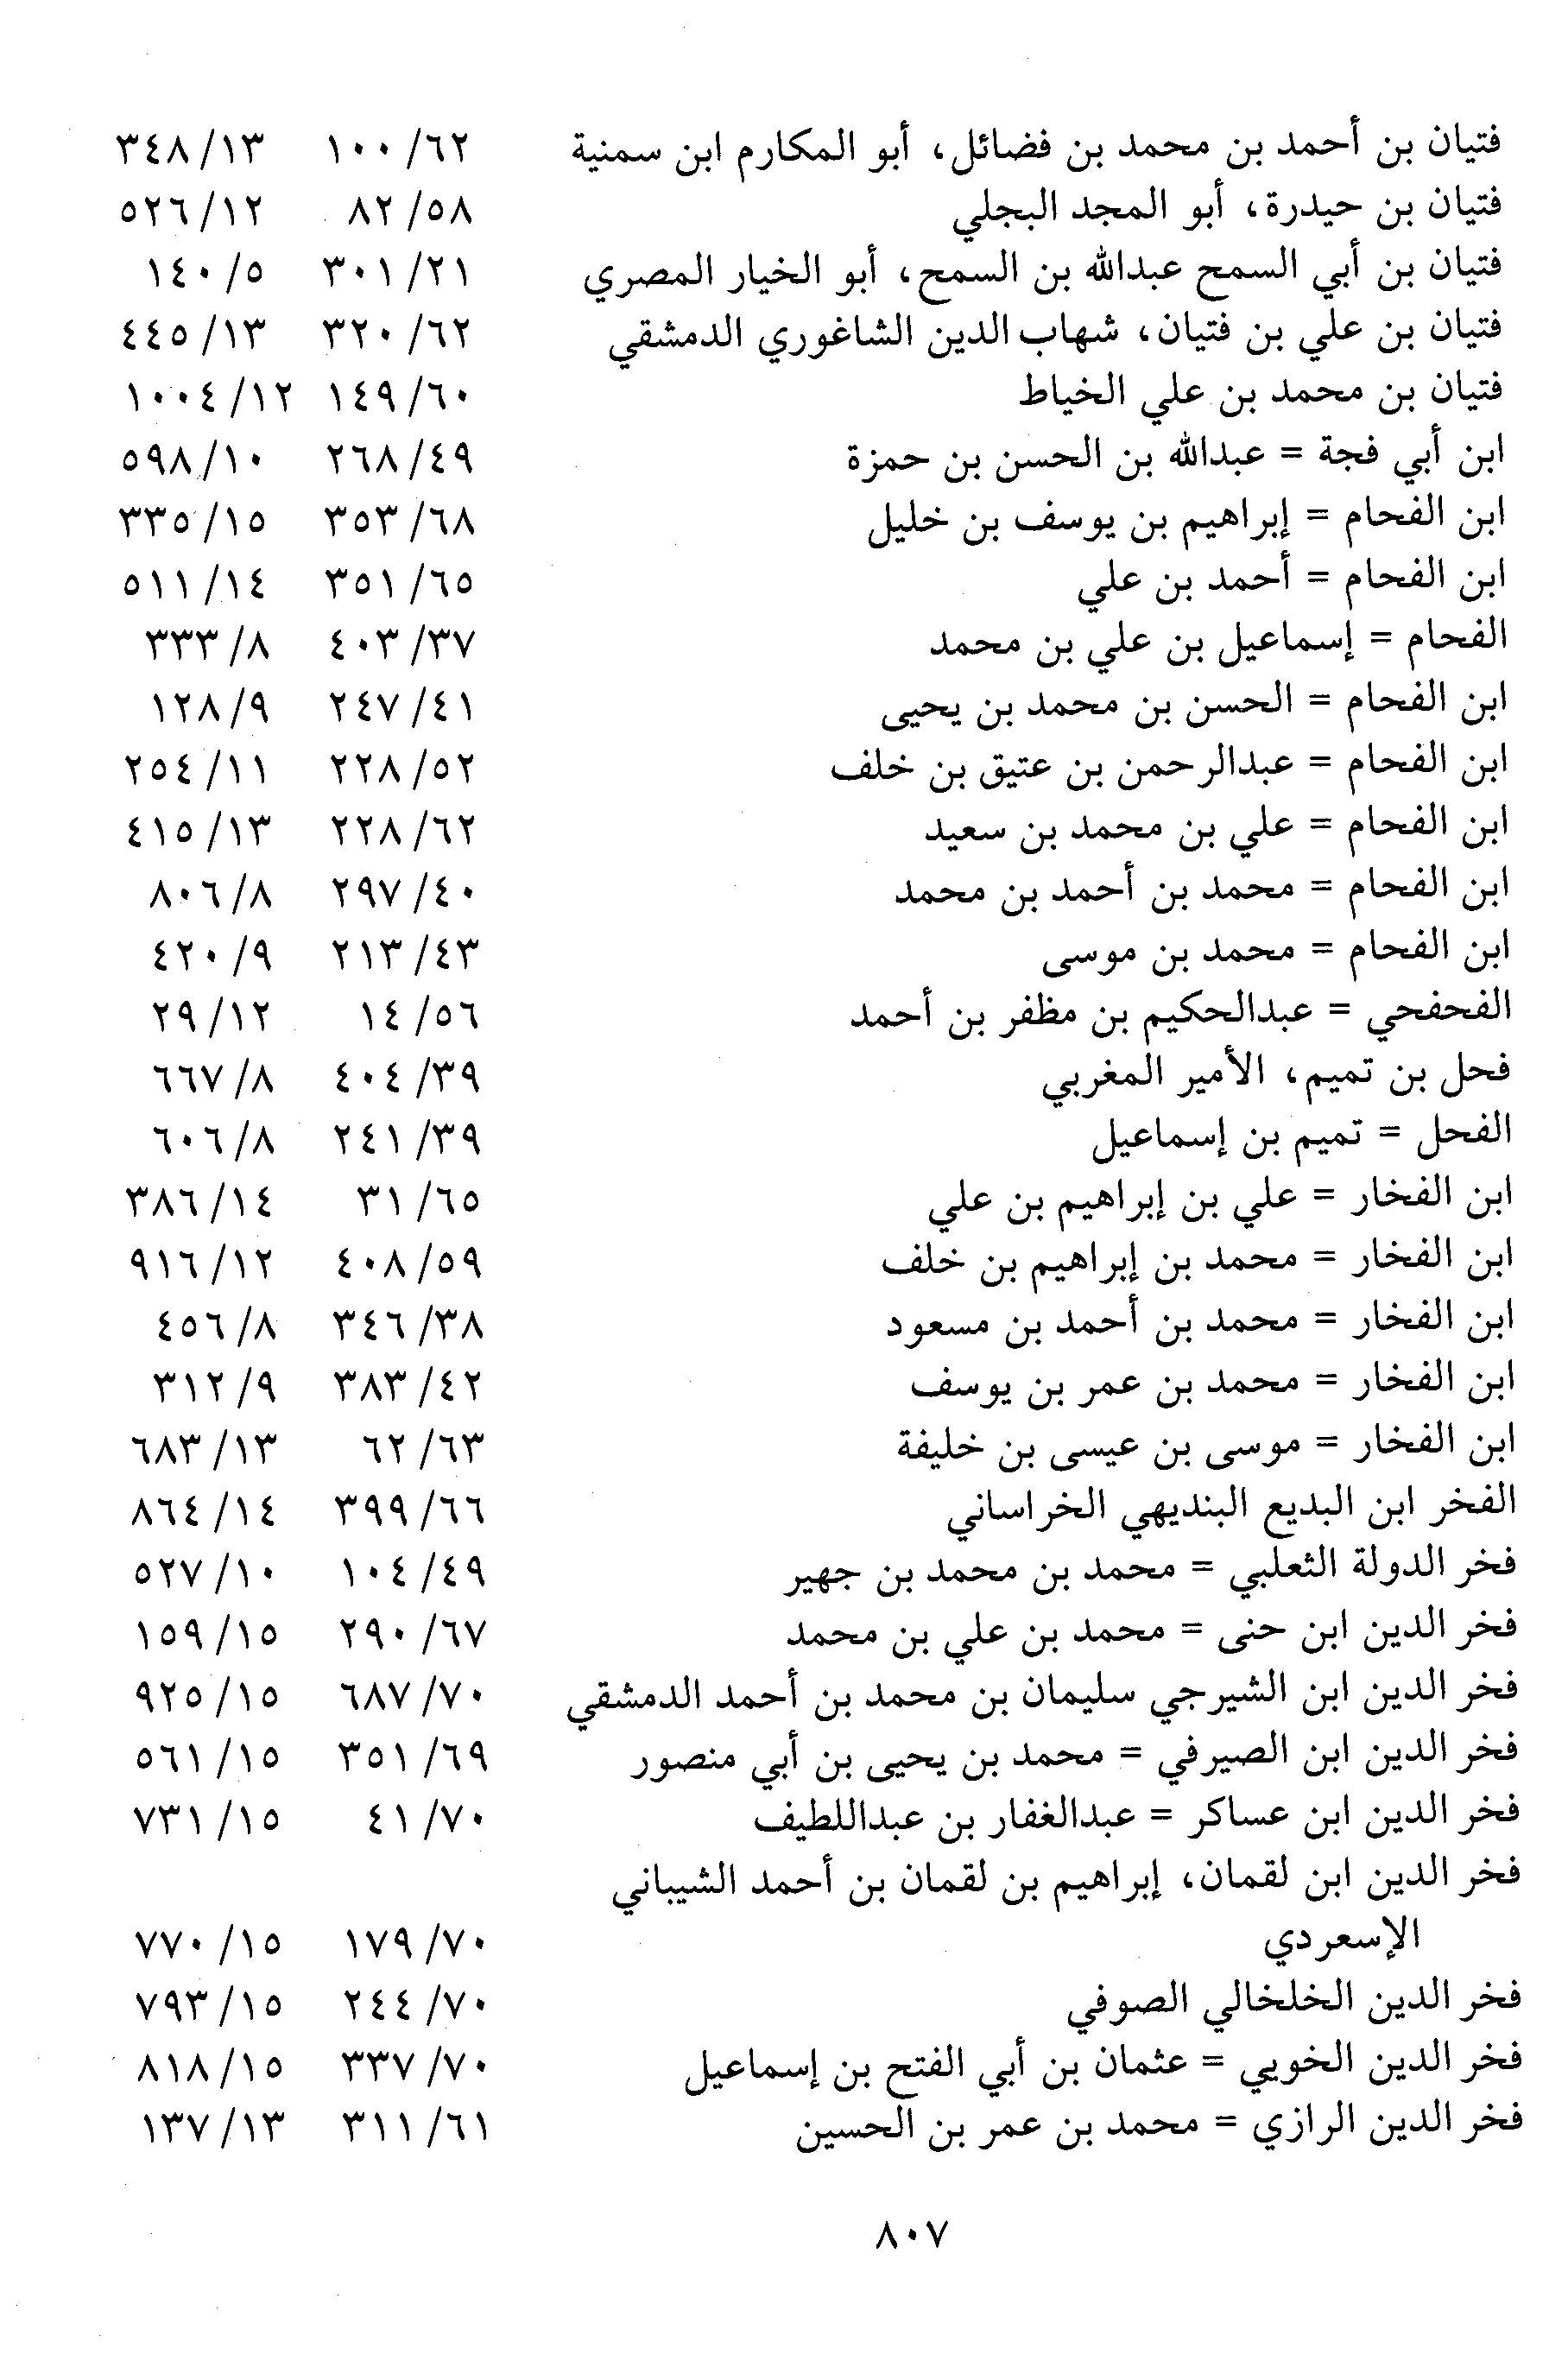 فتيان بن أحمد بن محمد بن فضائل، أبو المكارم ابن سمنية ٦٢/ ١٠٠ ١٣/ ٣٤٨
فتيان بن حيدرة، أبو المجد البجلي ٥٨/ ٨٢ ١٢/ ٥٢٦
فتيان بن أبي السمح عبدالله بن السمح، أبو الخيار المصري ٢١/ ٣٠١ ٥/ ١٤٠
فتيان بن علي بن فتيان، شهاب الدين الشاغوري الدمشقي ٦٢/ ٣٢٠ ١٣/ ٤٤٥
فتيان بن محمد بن علي الخياط ٦٠/ ١٤٩ ١٢/ ١٠٠٤
ابن أبي فجة = عبدالله بن الحسن بن حمزة ٤٩/ ٢٦٨ ١٠/ ٥٩٨
ابن الفحام = إبراهيم بن يوسف بن خليل ٦٨/ ٣٥٣ ١٥/ ٣٣٥
ابن الفحام = أحمد بن علي ٦٥/ ٣٥١ ١٤/ ٥١١
الفحام = إسماعيل بن علي بن محمد ٣٧/ ٤٠٣ ٨/ ٣٣٣
ابن الفحام = الحسن بن محمد بن يحيى ٤١/ ٢٤٧ ٩/ ١٢٨
ابن الفحام = عبدالرحمن بن عتيق بن خلف ٥٢/ ٢٢٨ ١١/ ٢٥٤
ابن الفحام = علي بن محمد بن سعيد ٦٢/ ٢٢٨ ١٣/ ٤١٥
ابن الفحام = محمد بن أحمد بن محمد ٤٠/ ٢٩٧ ٨/ ٨٠٦
ابن الفحام = محمد بن موسى ٤٣/ ٢١٣ ٩/ ٤٢٠
الفحفحي = عبدالحكيم بن مظفر بن أحمد ٥٦/ ١٤ ١٢/ ٢٩
فحل بن تميم، الأمير المغربي ٣٩/ ٤٠٤ ٨/ ٦٦٧
الفحل = تميم بن إسماعيل ٣٩/ ٢٤١ ٨/ ٦٠٦
ابن الفخار = علي بن إبراهيم بن علي ٦٥/ ٣١ ١٤/ ٣٨٦
ابن الفخار = محمد بن إبراهيم بن خلف ٥٩/ ٤٠٨ ١٢/ ٩١٦
ابن الفخار = محمد بن أحمد بن مسعود ٣٨/ ٣٤٦ ٨/ ٤٥٦
ابن الفخار = محمد بن عمر بن يوسف ٤٢/ ٣٨٣ ٩/ ٣١٢
ابن الفخار = موسى بن عيسى بن خليفة ٦٣/ ٦٢ ١٣/ ٦٨٣
الفخر ابن البديع البنديهي الخراساني ٦٦/ ٣٩٩ ١٤/ ٨٦٤
فخر الدولة الثعلبي = محمد بن محمد بن جهير ٤٩/ ١٠٤ ١٠/ ٥٢٧
فخر الدين ابن حنى = محمد بن علي بن محمد ٦٧/ ٢٩٠ ١٥/ ١٥٩
فخر الدين ابن الشيرجي سليمان بن محمد بن أحمد الدمشقي ٧٠/ ٦٨٧ ١٥/ ٩٢٥
فخر الدين ابن الصيرفي = محمد بن يحيى بن أبي منصور ٦٩/ ٣٥١ ١٥/ ٥٦١
فخر الدين ابن عساكر = عبدالغفار بن عبداللطيف ٧٠/ ٤١ ١٥/ ٧٣١
فخر الدين ابن لقمان، إبراهيم بن لقمان بن أحمد الشيباني
الإسعردي ٧٠/ ١٧٩ ١٥/ ٧٧٠
فخر الدين الخلخالي الصوفي ٧٠/ ٢٤٤ ١٥/ ٧٩٣
فخر الدين الخويي = عثمان بن أبي الفتح بن إسماعيل ٧٠/ ٣٣٧ ١٥/ ٨١٨
فخر الدين الرازي = محمد بن عمر بن الحسين ٦١/ ٣١١ ١٣/ ١٣٧
٨٠٧